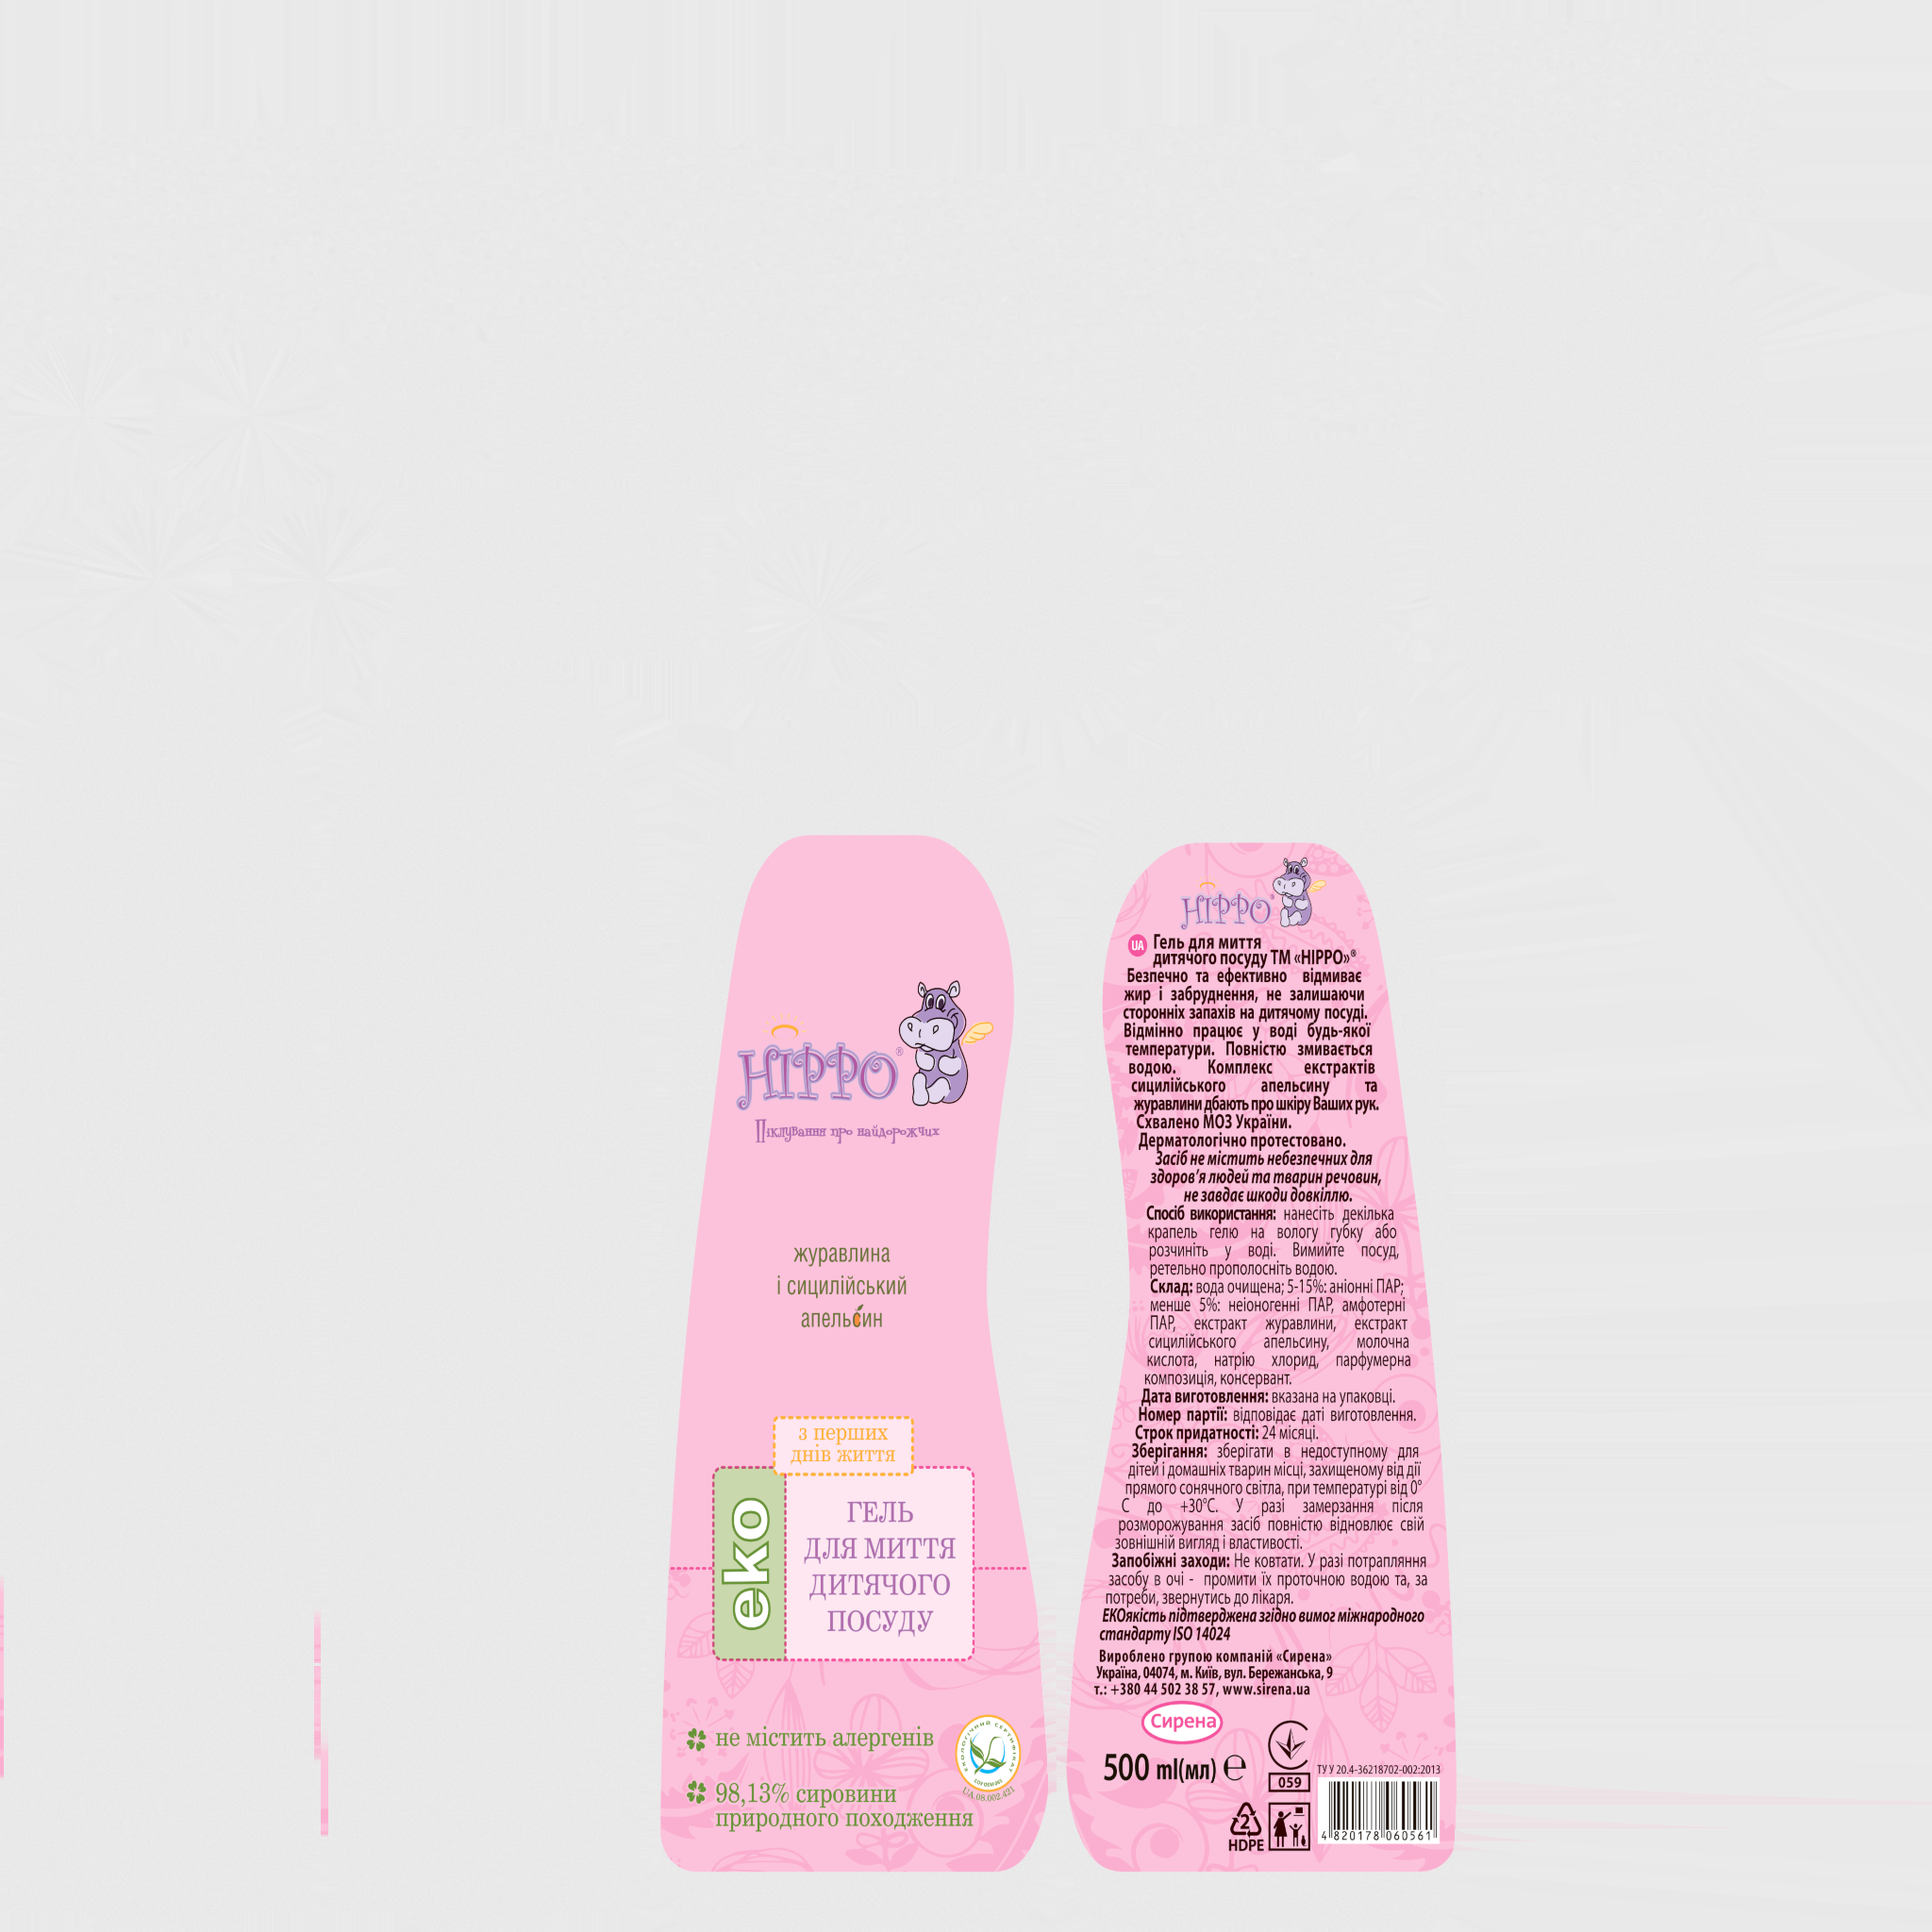 HIPPO®
Піклування про найдорожчих
журавлина
і сицилійський
апельсин
з перших
днів життя
еко
ГЕЛЬ
ДЛЯ МИТТЯ
ДИТЯЧОГО
ПОСУДУ
не містить алергенів
98,13% сировини
природного походження
ЕКОЛОГІЧНИЙ СЕРТИФІКАТ
UA.08.002.421
HIPPO®
UA Гель для миття
дитячого посуду ТМ «HIPPO»®
Безпечно та ефективно відмиває
жир і забруднення, не залишаючи
сторонніх запахів на дитячому посуді.
Відмінно працює у воді будь-якої
температури. Повністю змивається
водою. Комплекс екстрактів
сицилійського апельсину та
журавлини дбають про шкіру Ваших рук.
Схвалено МОЗ України.
Дерматологічно протестовано.
Засіб не містить небезпечних для
здоров’я людей та тварин речовин,
не завдає шкоди довкіллю.
Спосіб використання: нанесіть декілька
крапель гелю на вологу губку або
розчиніть у воді. Вимийте посуд,
ретельно прополосніть водою.
Склад: вода очищена; 5-15%: аніонні ПАР;
менше 5%: неіоногенні ПАР, амфотерні
ПАР, екстракт журавлини, екстракт
сицилійського апельсину, молочна
кислота, натрію хлорид, парфумерна
композиція, консервант.
Дата виготовлення: вказана на упаковці.
Номер партії: відповідає даті виготовлення.
Строк придатності: 24 місяці.
Зберігання: зберігати в недоступному для
дітей і домашніх тварин місці, захищеному від дії
прямого сонячного світла, при температурі від 0°
С до +30°С. У разі замерзання після
розморожування засіб повністю відновлює свій
зовнішній вигляд і властивості.
Запобіжні заходи: Не ковтати. У разі потрапляння
засобу в очі - промити їх проточною водою та, за
потреби, звернутись до лікаря.
ЕКОякість підтверджена згідно вимог міжнародного
стандарту ISO 14024
Вироблено групою компаній «Сирена»
Україна, 04074, м. Київ, вул. Бережанська, 9
т.: +380 44 502 38 57, www.sirena.ua
Сирена
500 ml(мл) ℮
059
ТУ У 20.4-36218702-002:2013
2
HDPE
4 820178 060561